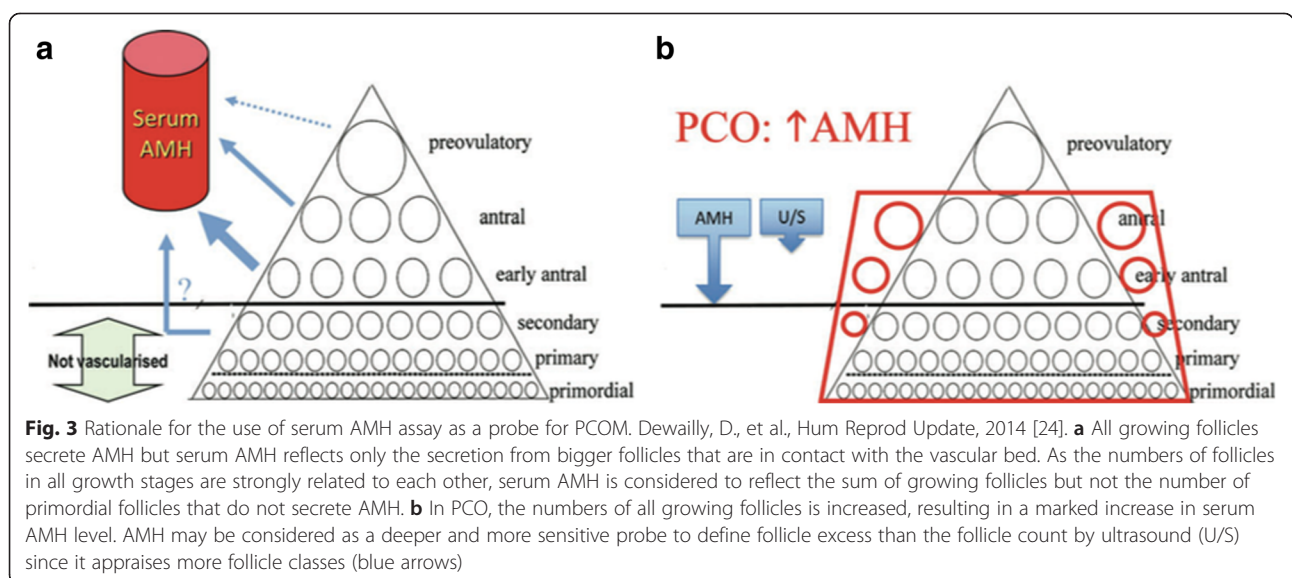 a
Serum
AMH
preovulatory
antral
early antral
?
secondary
Not vascularised
primary
primordial
b
PCO: ↑AMH
preovulatory
AMH
U/S
antral
early antral
secondary
primary
primordial
Fig. 3 Rationale for the use of serum AMH assay as a probe for PCOM. Dewailly, D., et al., Hum Reprod Update, 2014 [24]. a All growing follicles
secrete AMH but serum AMH reflects only the secretion from bigger follicles that are in contact with the vascular bed. As the numbers of follicles
in all growth stages are strongly related to each other, serum AMH is considered to reflect the sum of growing follicles but not the number of
primordial follicles that do not secrete AMH. b In PCO, the numbers of all growing follicles is increased, resulting in a marked increase in serum
AMH level. AMH may be considered as a deeper and more sensitive probe to define follicle excess than the follicle count by ultrasound (U/S)
since it appraises more follicle classes (blue arrows)